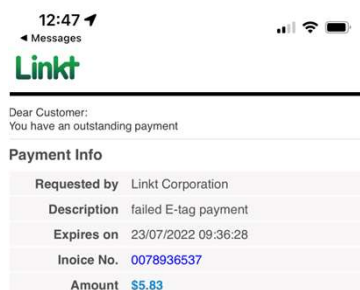 12:47
Messages
Linkt
Dear Customer:
You have an outstanding payment
Payment Info
Requested by Linkt Corporation
Description failed E-tag payment
Expires on 23/07/2022 09:36:28
Inoice No. 0078936537
Amount $5.83